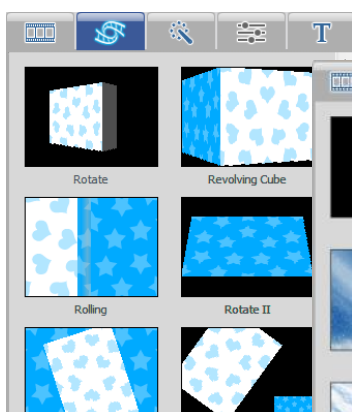 T
Rotate
Revolving Cube
Rolling
Rotate II